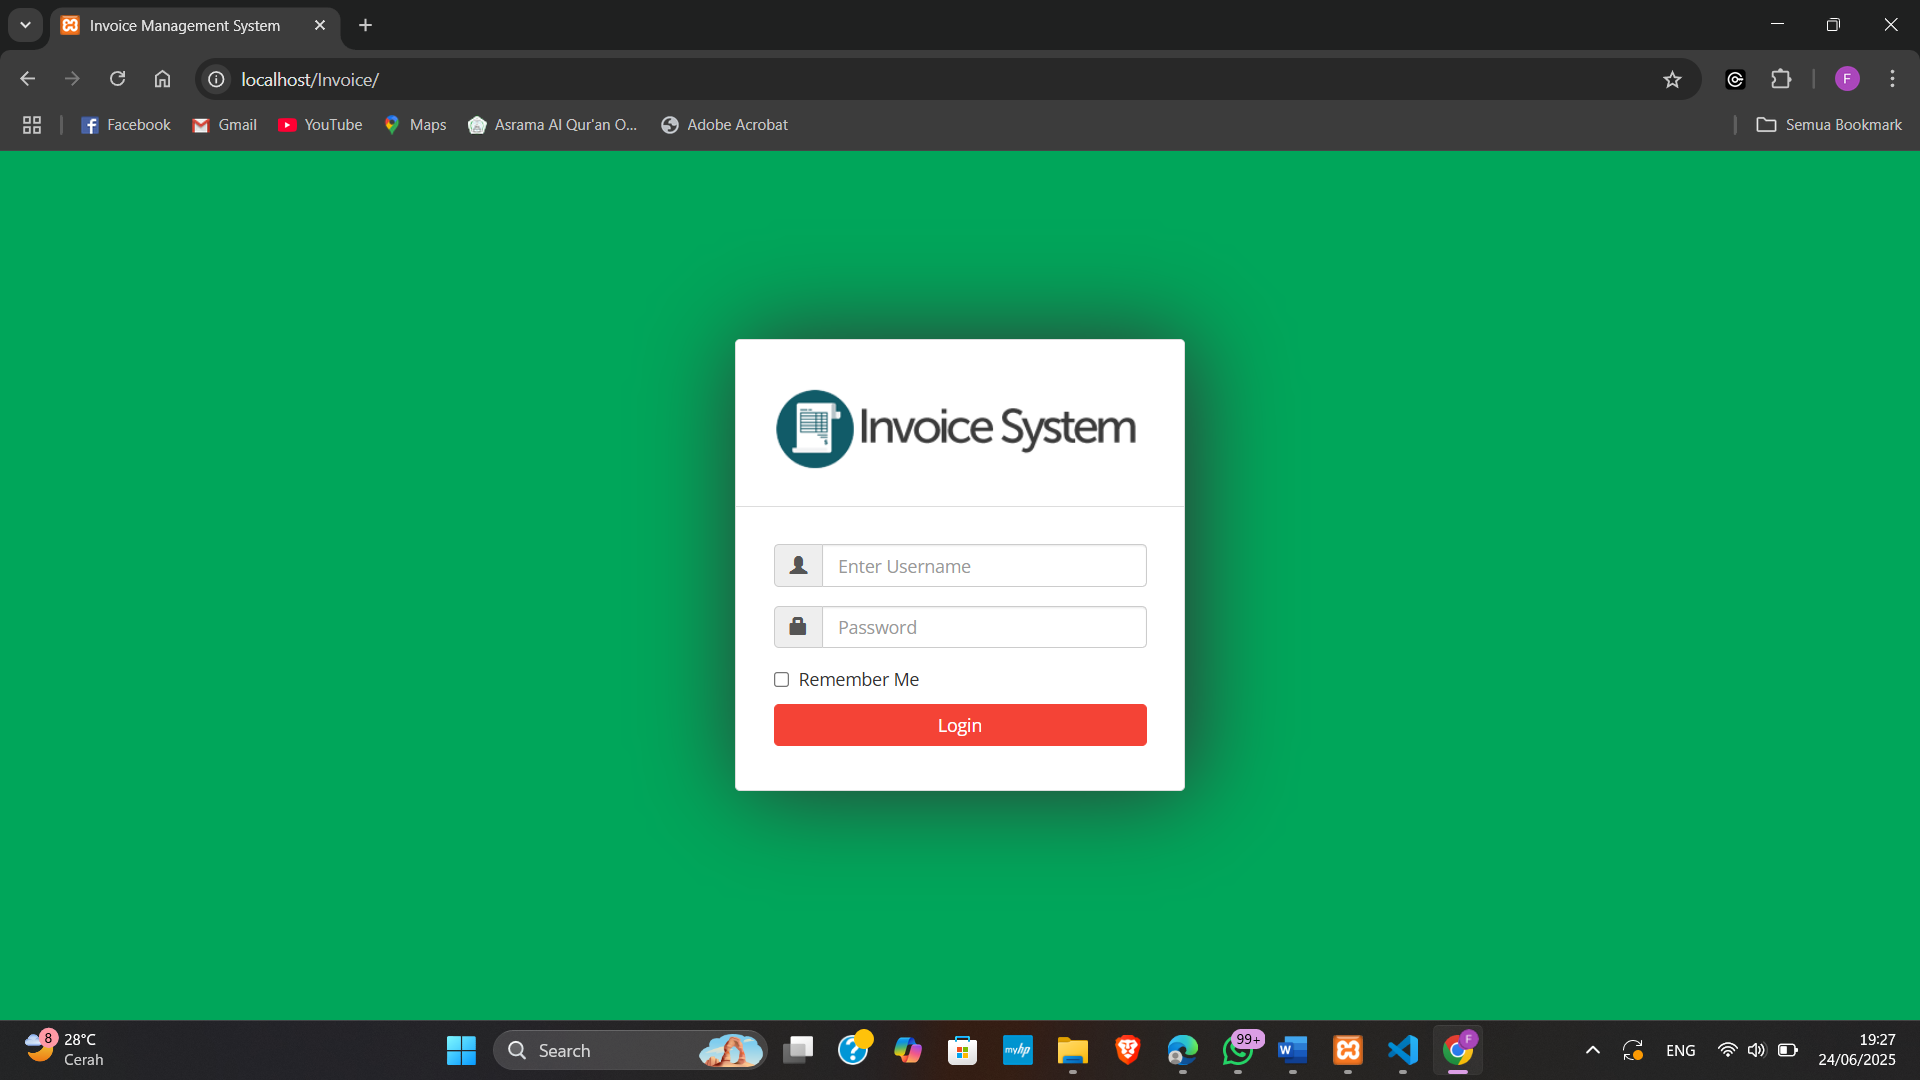 Invoice Management System
localhost/Invoice/
F
Facebook
Gmail
YouTube
Maps
Asrama Al Qur'an O...
Adobe Acrobat
Semua Bookmark
Invoice System
Enter Username
Password
Remember Me
Login
8
28°C
Cerah
Search
myhp
99+
W
F
ENG
19:27
24/06/2025